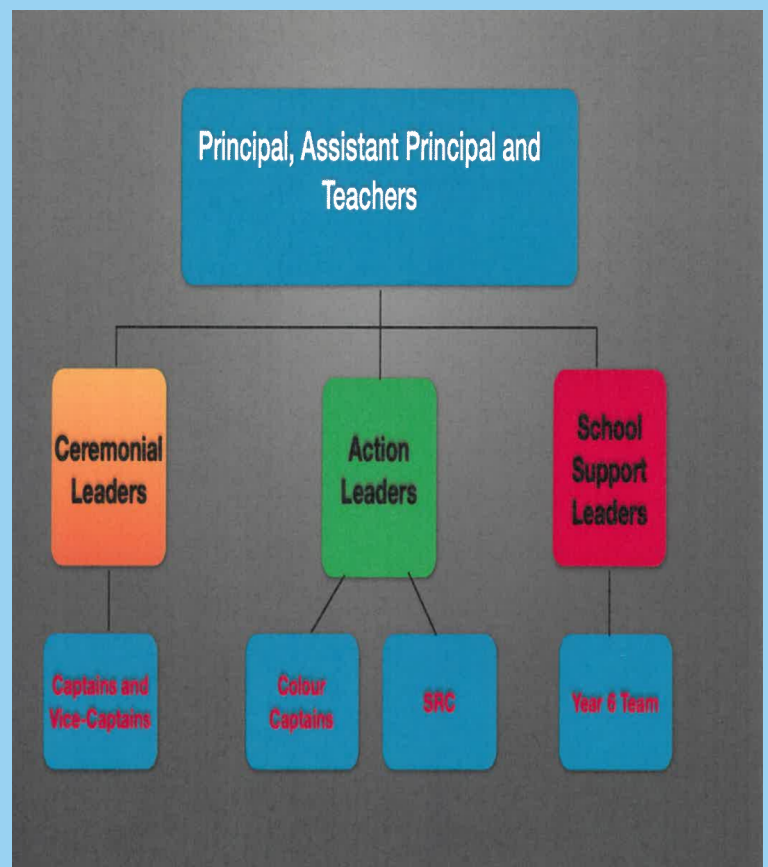 Principal, Assistant Principal and
Teachers
Ceremonial
Leaders
Action
Leaders
School
Support
Leaders
Captains and
Vice-Captains
Colour
Captains
SRC
Year 6 Team